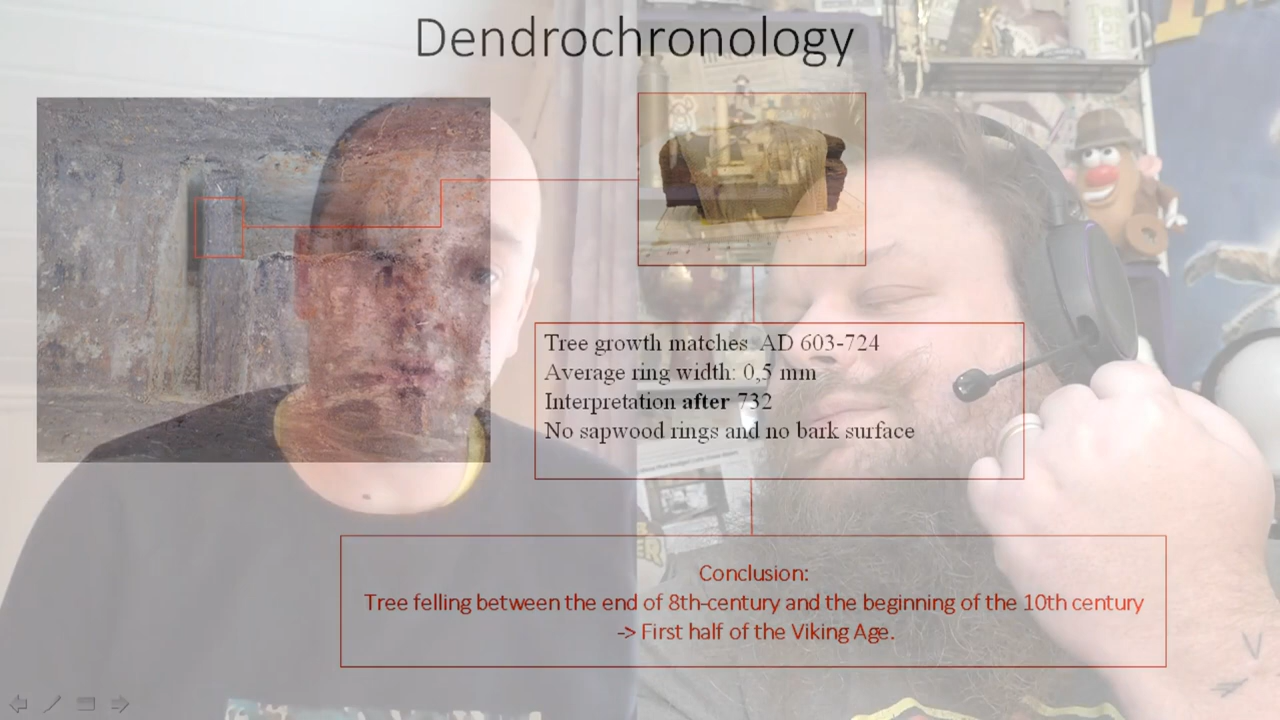 Dendrochronology
Tree growth matches: AD 603-724
Average ring width: 0,5 mm
Interpretation after 732
No sapwood rings and no bark surface
Conclusion:
Tree felling between the end of 8th-century and the beginning of the 10th century
-> First half of the Viking Age.